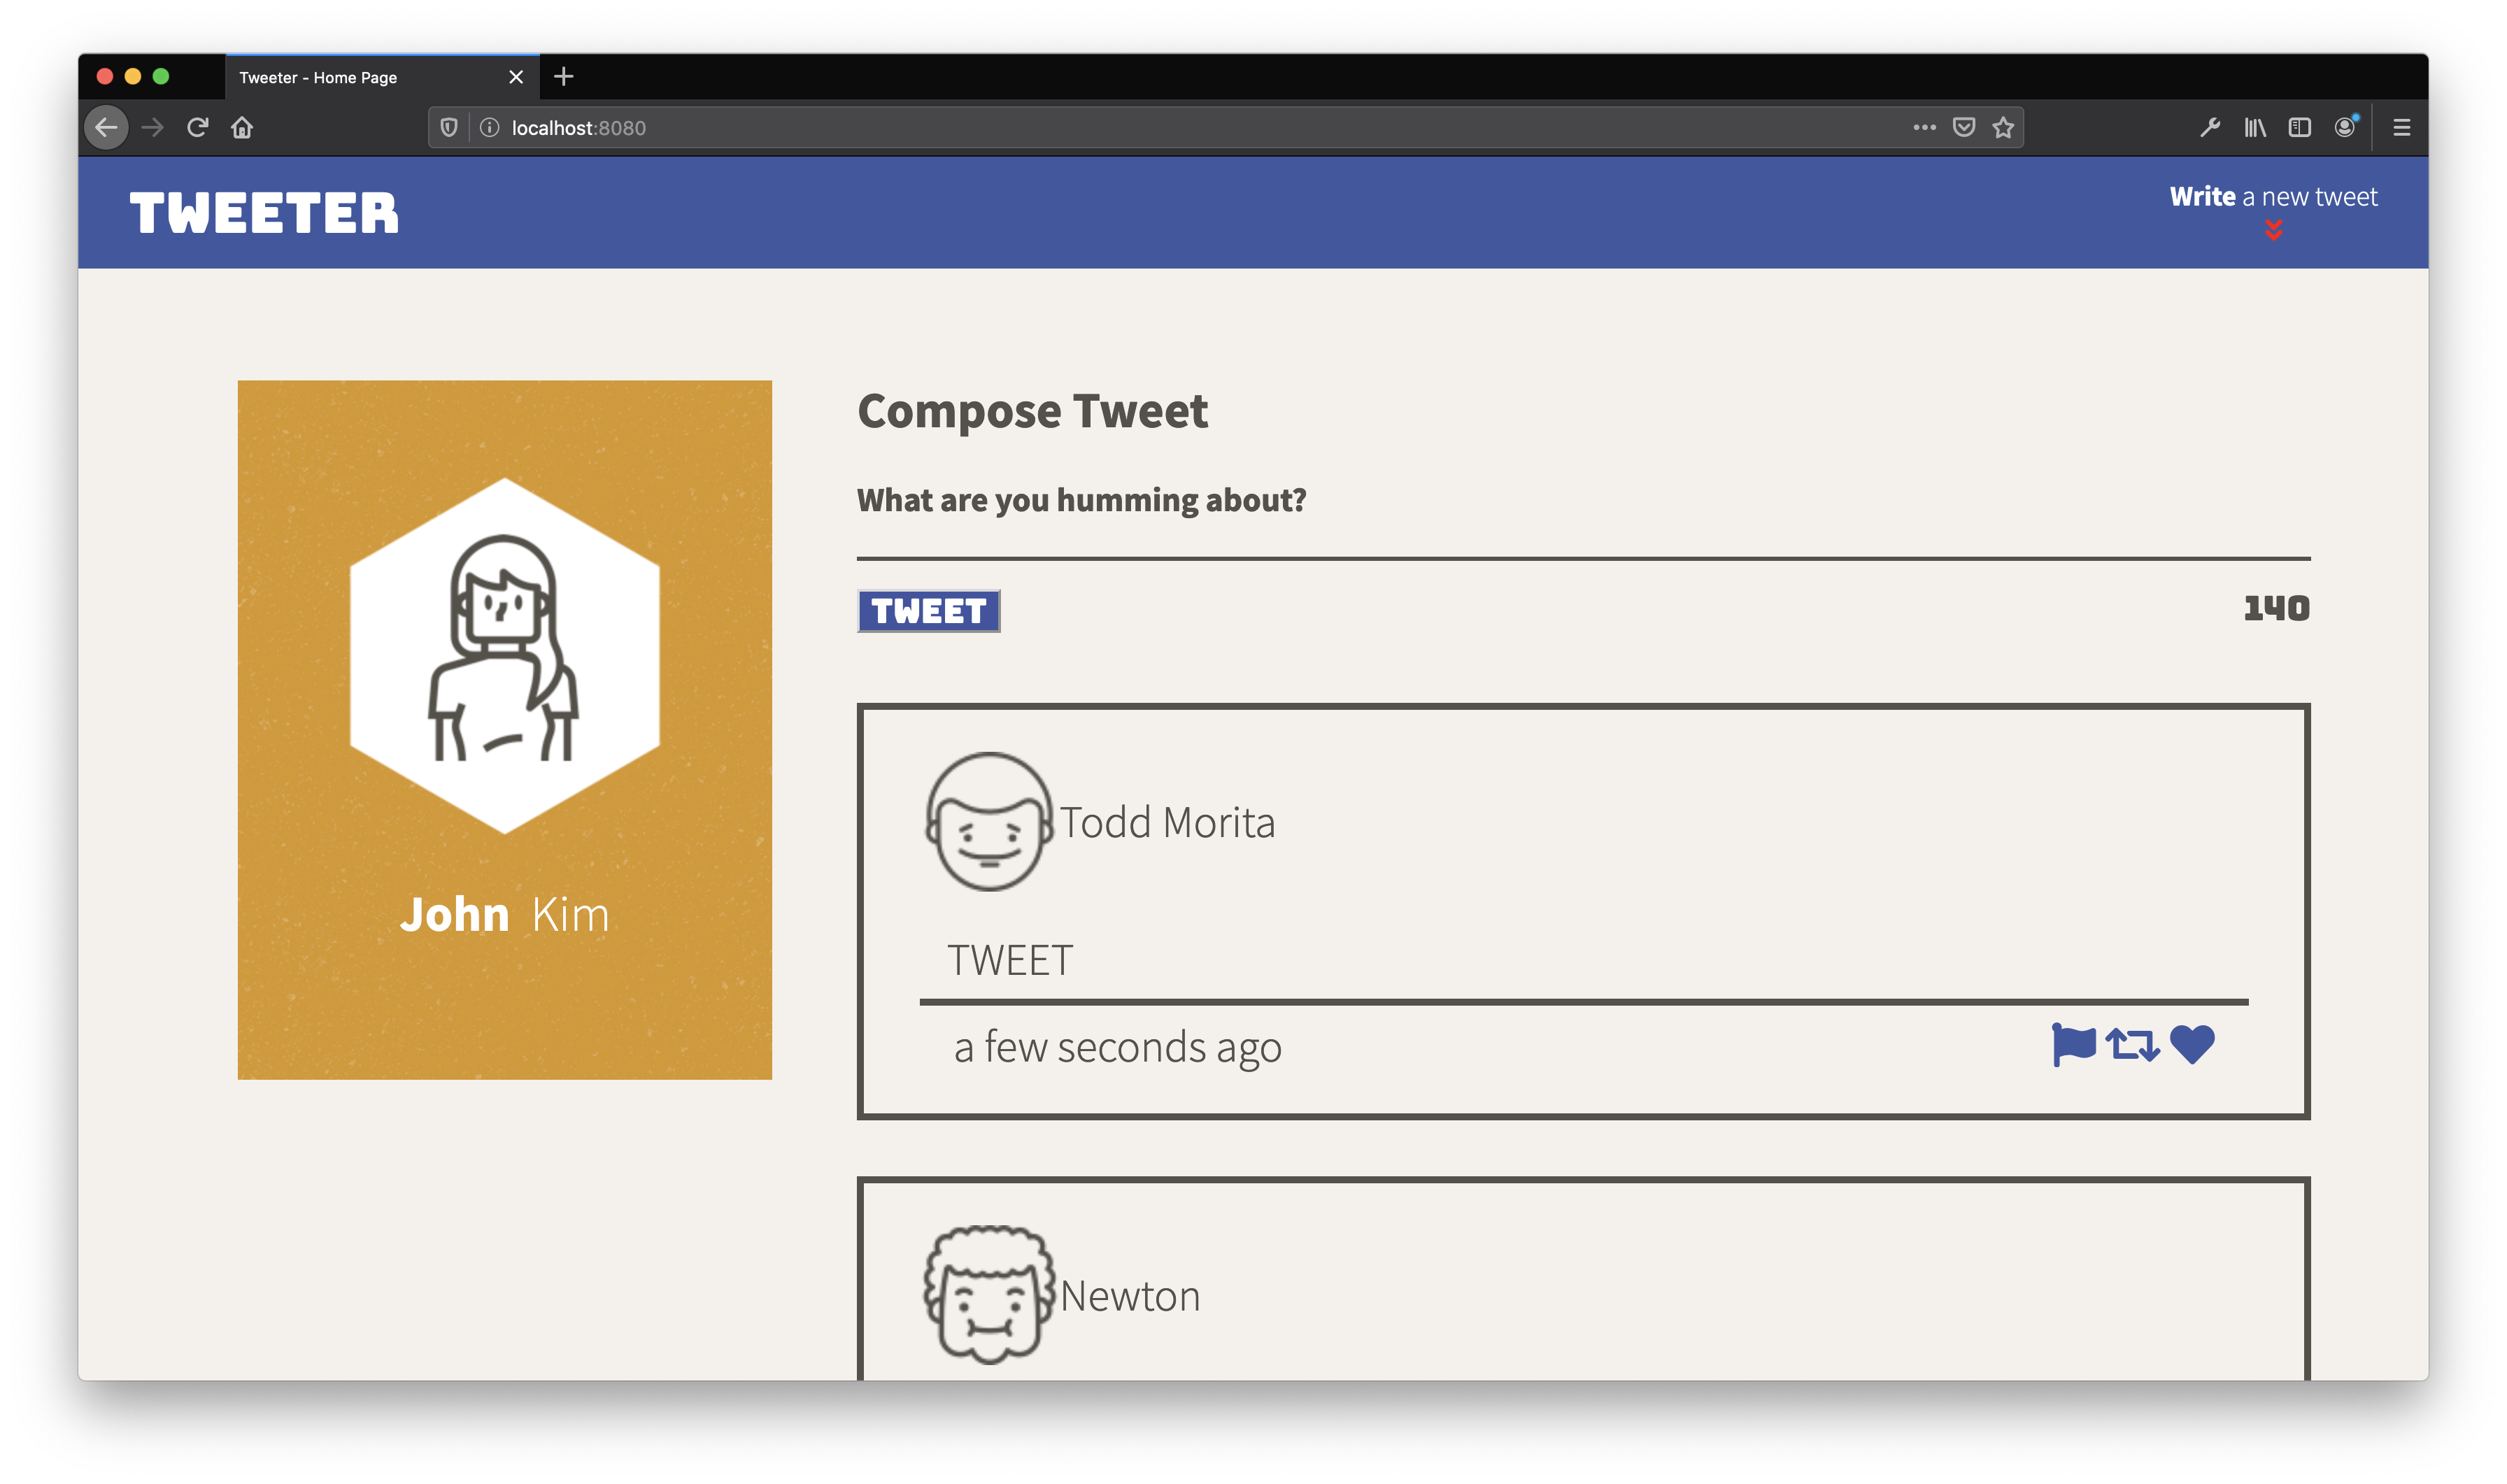 Tweeter - Home Page
localhost:8080
TWEETER
Write a new tweet
Compose Tweet
What are you humming about?
TWEET
140
John Kim
Todd Morita
TWEET
a few seconds ago
Newton